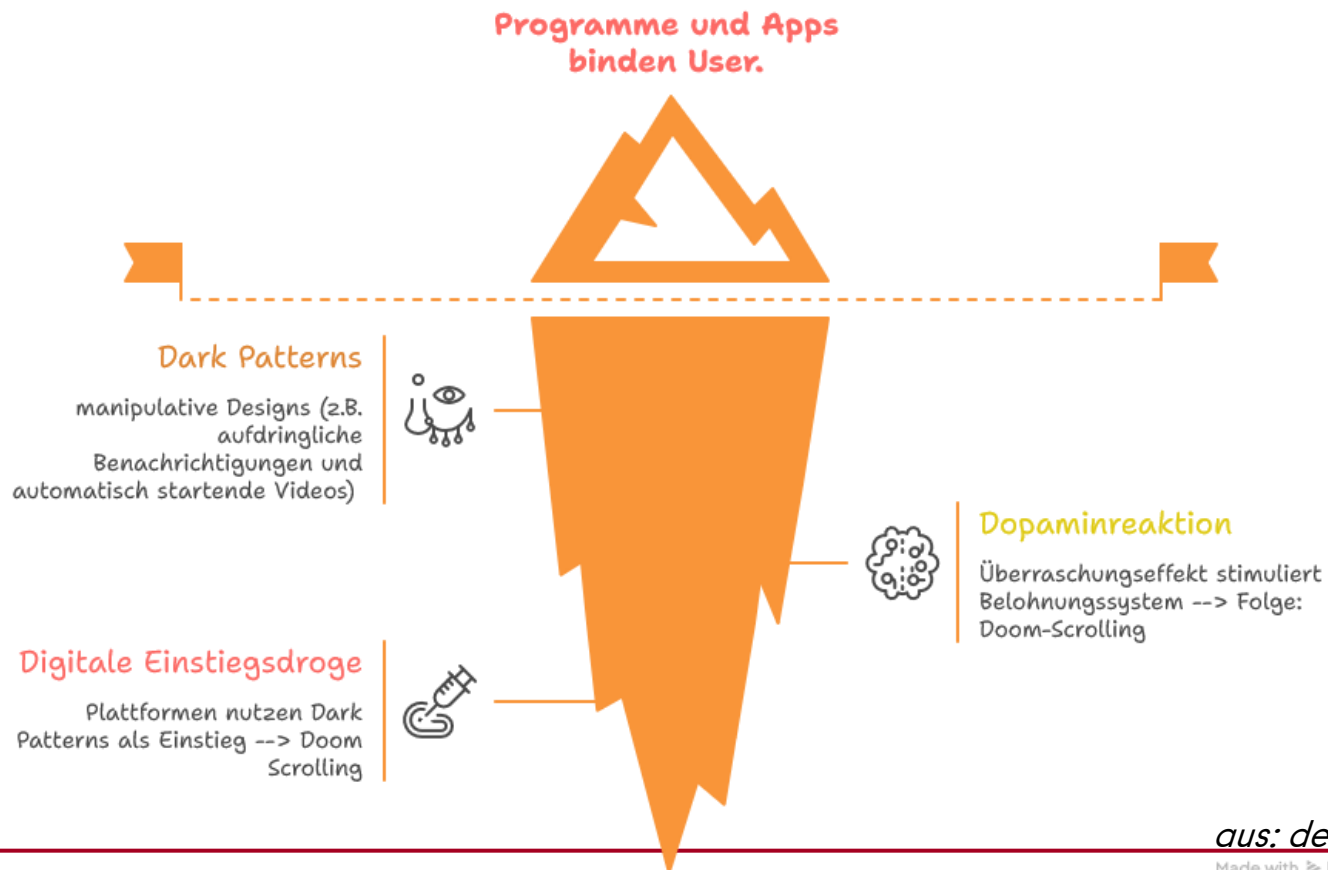 Programme und Apps
binden User.
Dark Patterns
manipulative Designs (z.B.
aufdringliche
Benachrichtigungen und
automatisch startende Videos)
Dopaminreaktion
Überraschungseffekt stimuliert
Belohnungssystem --> Folge:
Doom-Scrolling
Digitale Einstiegsdroge
Plattformen nutzen Dark
Patterns als Einstieg --> Doom
Scrolling
aus: de
Made with